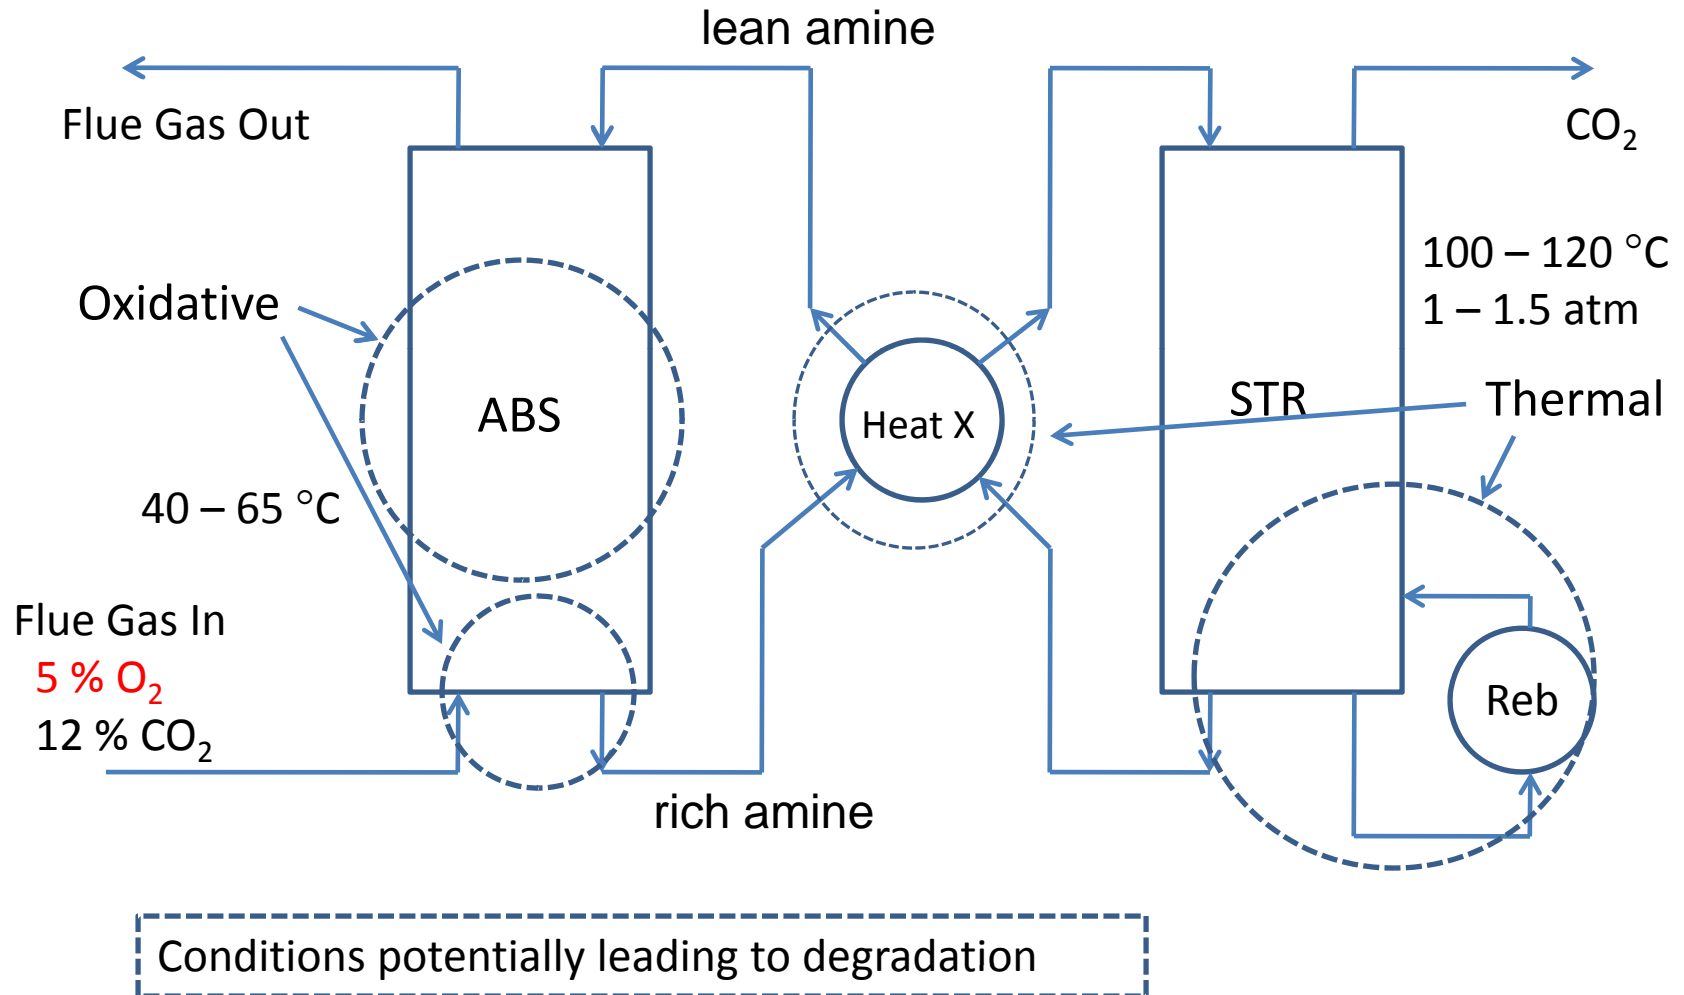 lean amine
Flue Gas Out
CO₂
100 – 120 °C
1 – 1.5 atm
Oxidative
ABS
Heat X
STR
Thermal
40 – 65 °C
Flue Gas In
5 % O₂
12 % CO₂
Reb
rich amine
Conditions potentially leading to degradation